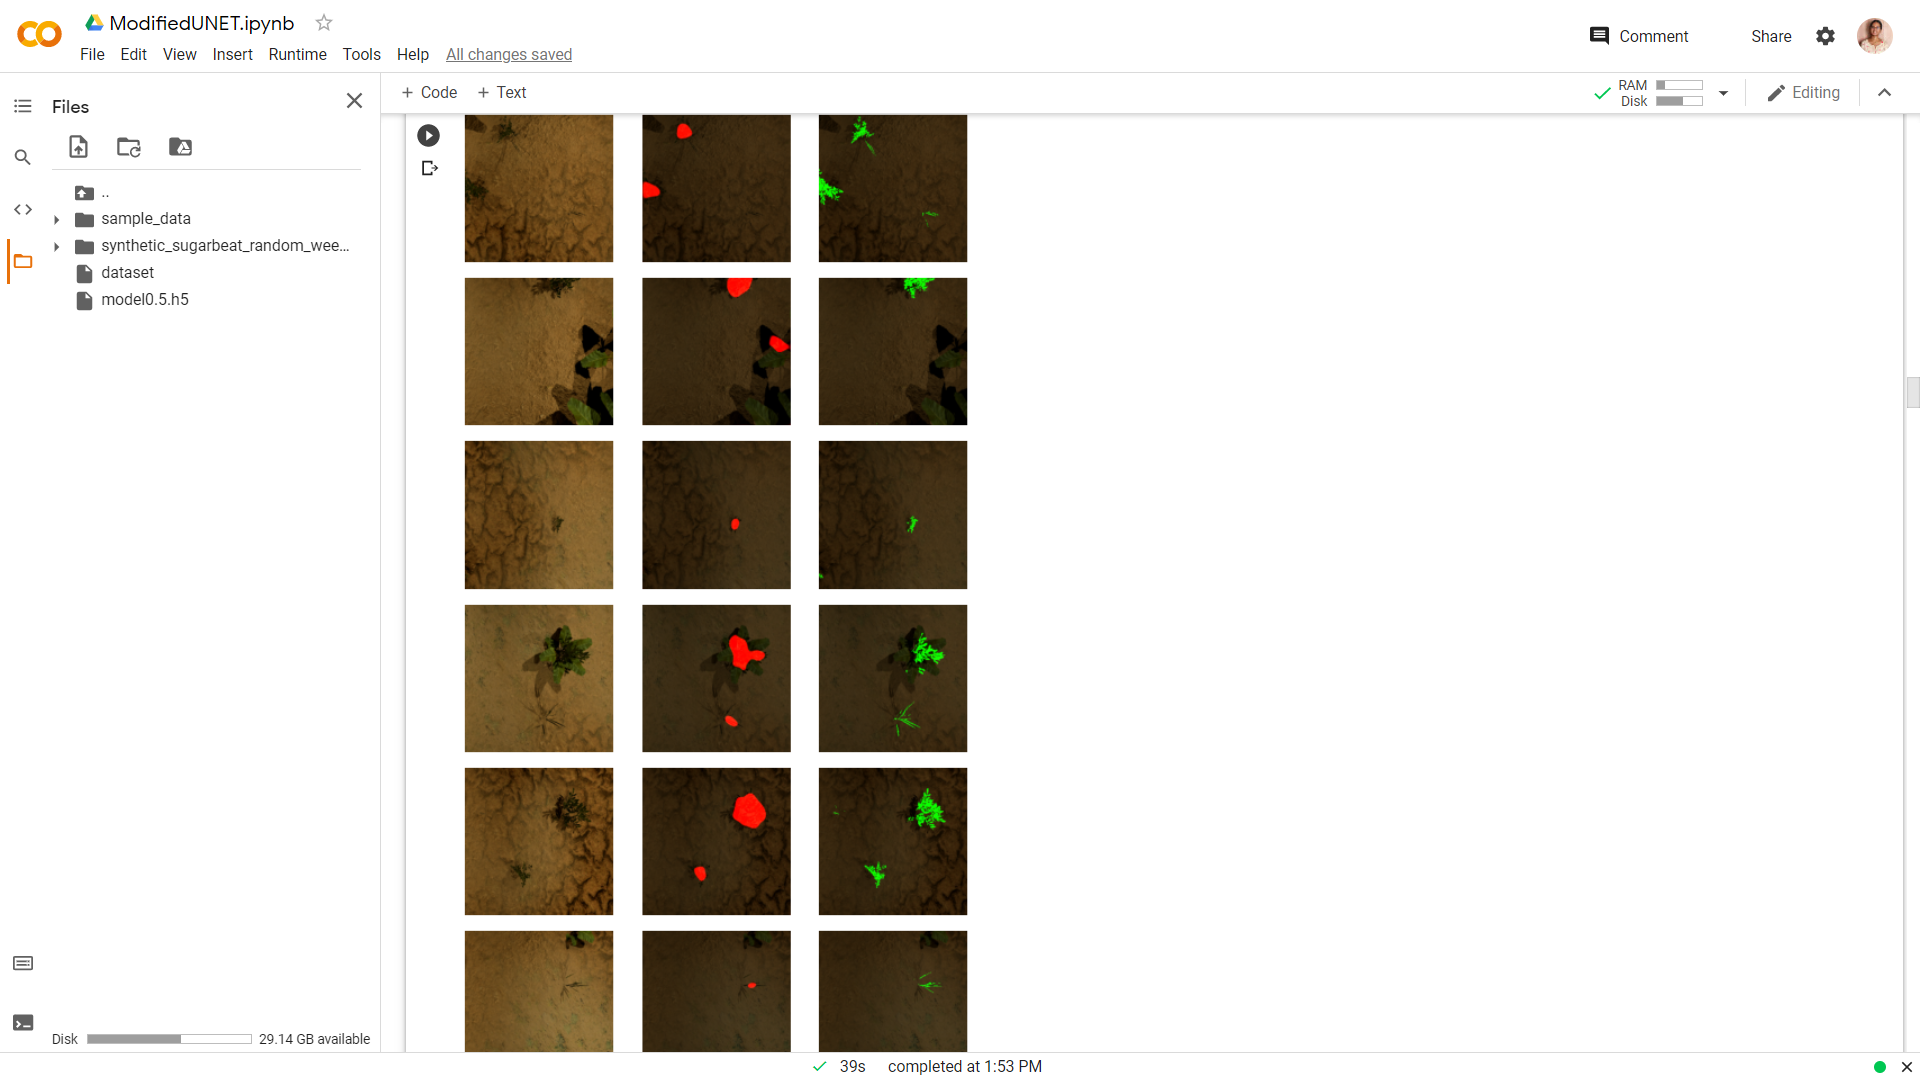 ModifiedUNET.ipynb
File Edit View Insert Runtime Tools Help All changes saved
Comment Share
Files
+ Code + Text
RAM
Disk
Editing
..
sample_data
synthetic_sugarbeat_random_wee...
dataset
model0.5.h5
Disk 29.14 GB available
39s completed at 1:53 PM